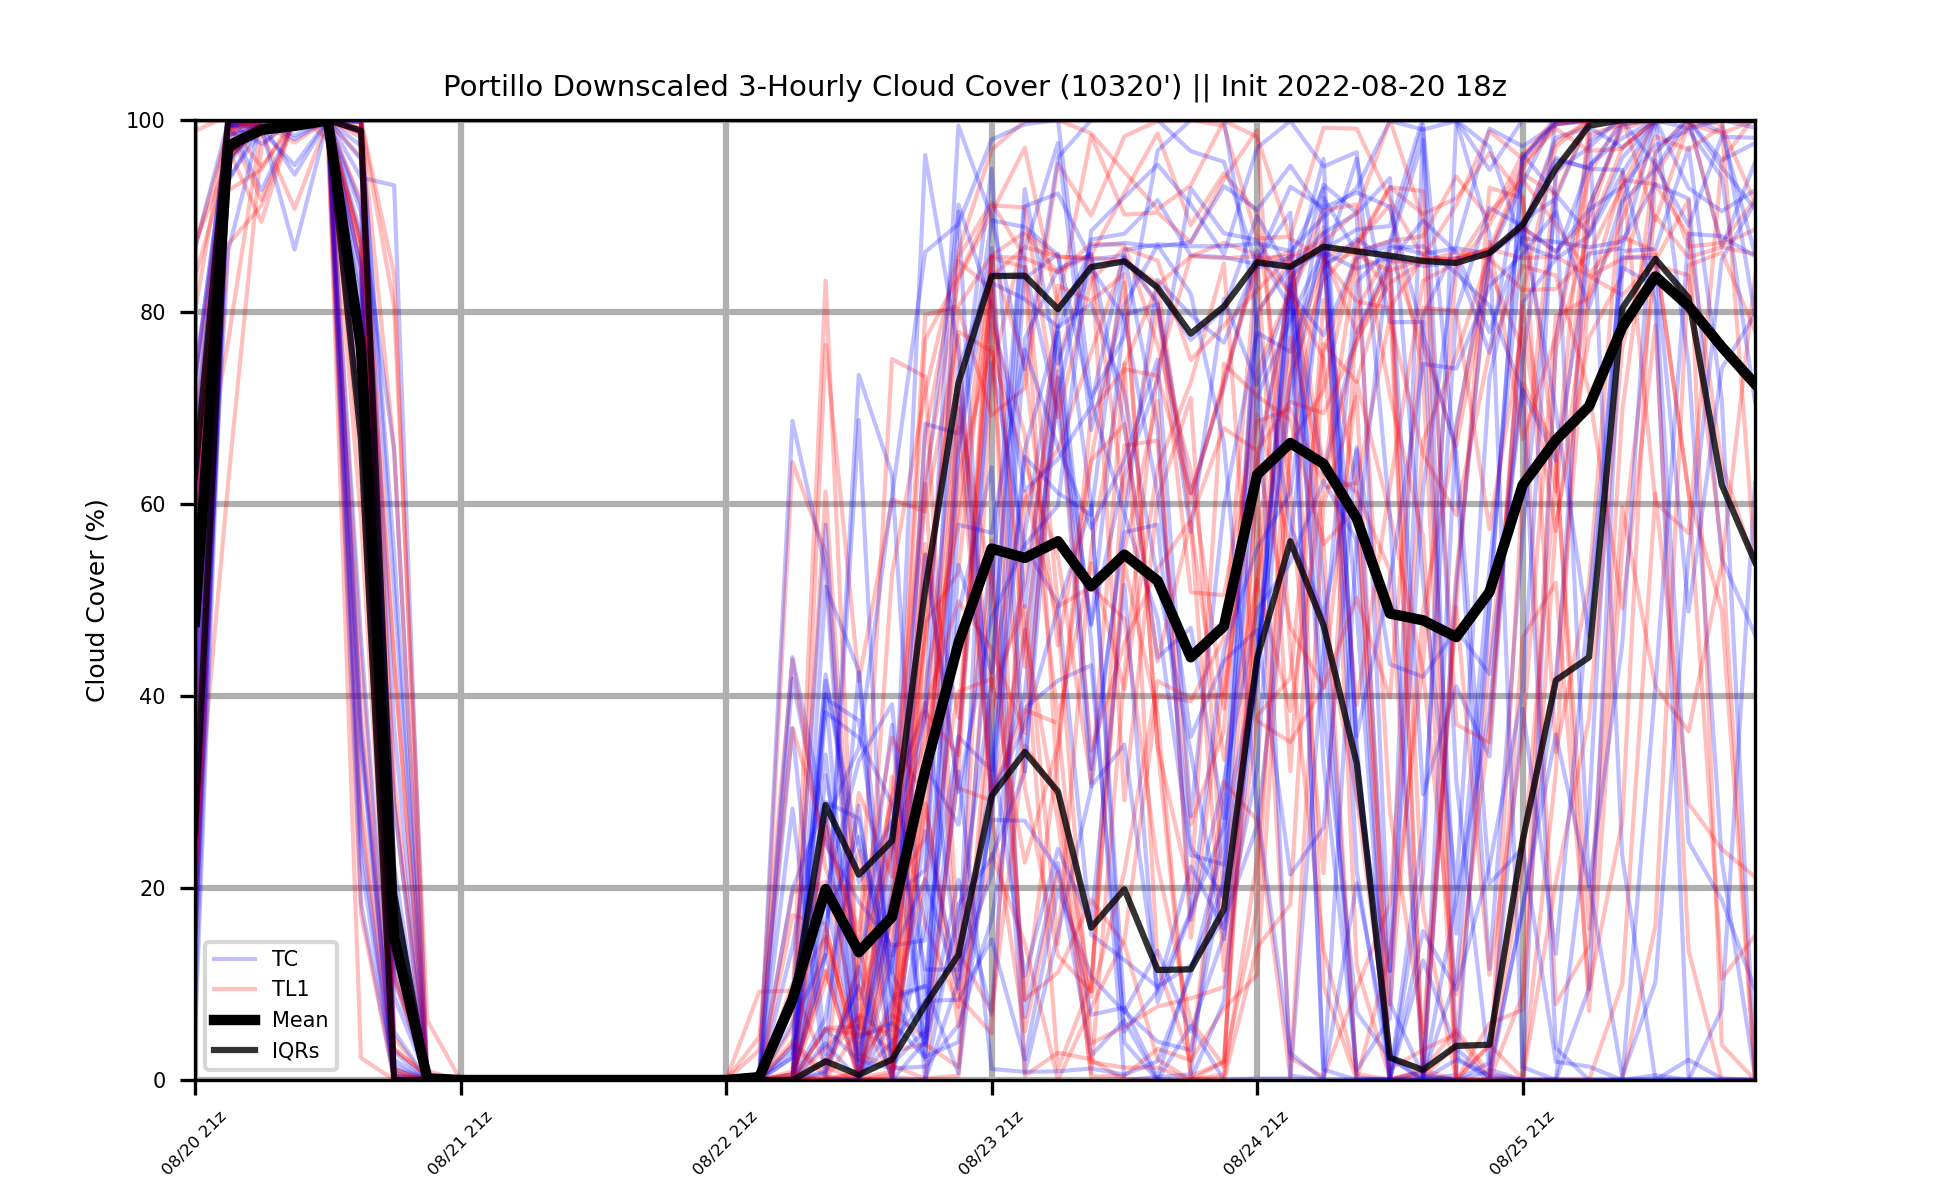 Portillo Downscaled 3-Hourly Cloud Cover (10320') || Init 2022-08-20 18z
Cloud Cover (%)
100
80
60
40
20
0
TC
TL1
Mean
IQRs
08/20 21z
08/21 21z
08/22 21z
08/23 21z
08/24 21z
08/25 21z